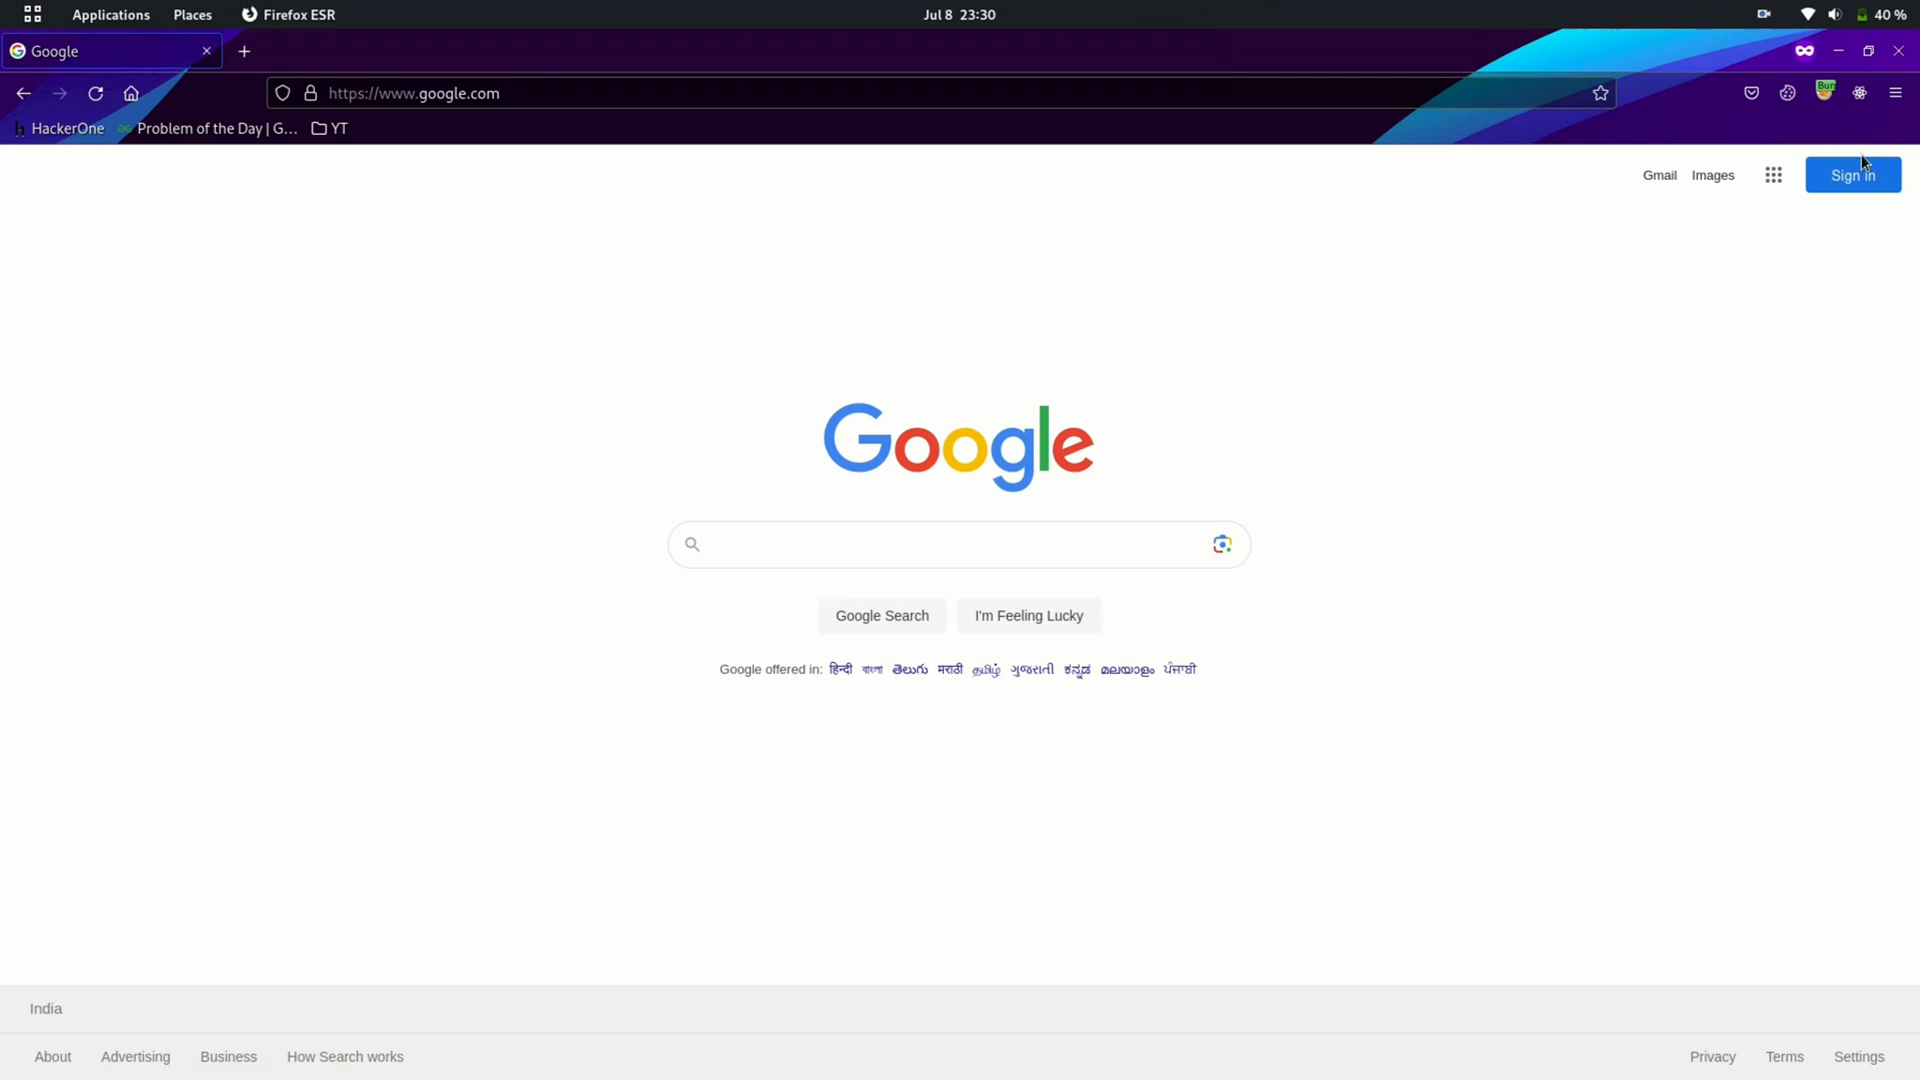 Applications Places Firefox ESR Jul 8 23:30 40 %
Google
https://www.google.com
Bur
HackerOne Problem of the Day | G... YT
Gmail Images Sign in
Google
Google Search I'm Feeling Lucky
Google offered in: हिन्दी বাংলা తెలుగు मराठी தமிழ் ગુજરાતી ಕನ್ನಡ മലയാളം ਪੰਜਾਬੀ
India
About Advertising Business How Search works Privacy Terms Settings